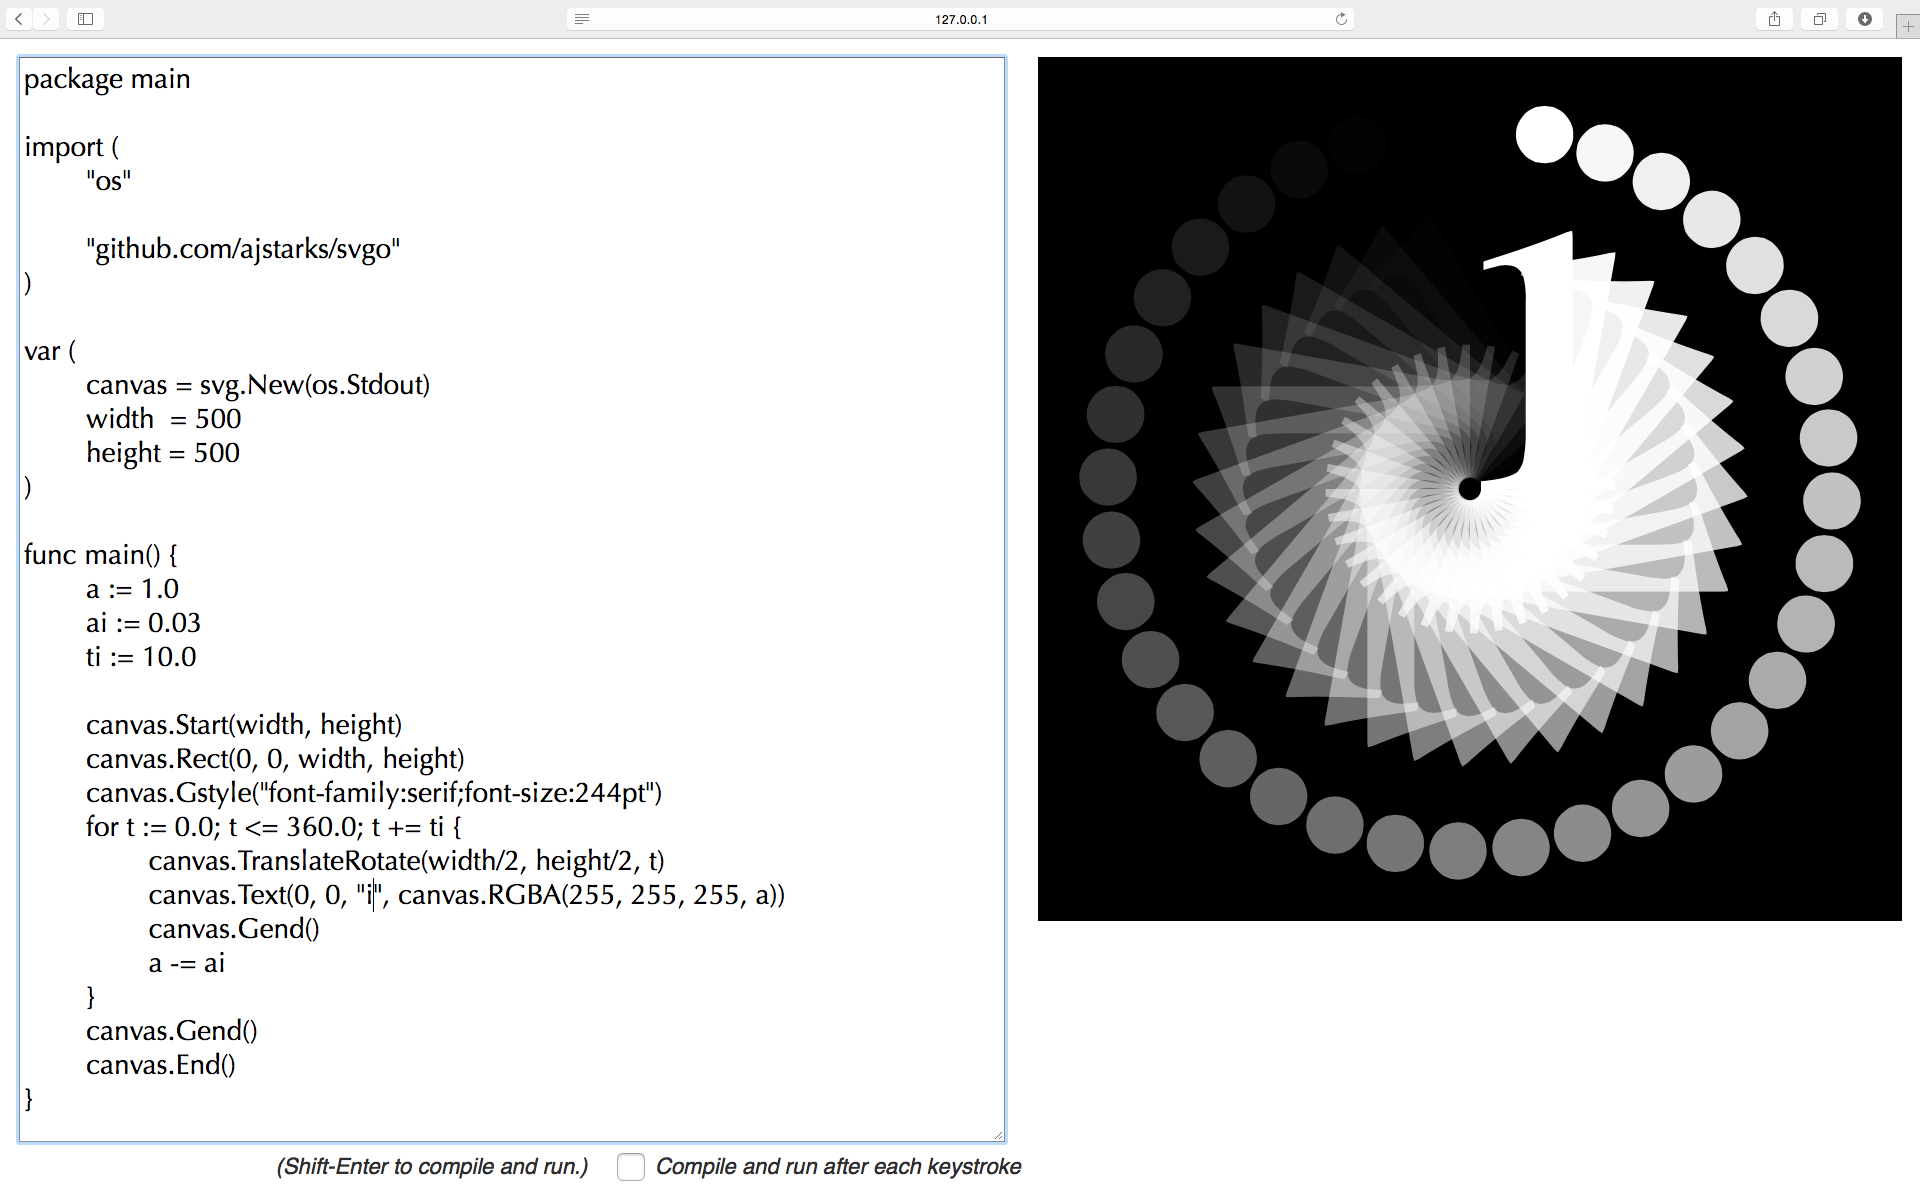 127.0.0.1
package main
import (
"os"
"github.com/ajstarks/svgo"
)
var (
canvas = svg.New(os.Stdout)
width  = 500
height = 500
)
func main() {
a := 1.0
ai := 0.03
ti := 10.0
canvas.Start(width, height)
canvas.Rect(0, 0, width, height)
canvas.Gstyle("font-family:serif;font-size:244pt")
for t := 0.0; t <= 360.0; t += ti {
canvas.TranslateRotate(width/2, height/2, t)
canvas.Text(0, 0, "i", canvas.RGBA(255, 255, 255, a))
canvas.Gend()
a -= ai
}
canvas.Gend()
canvas.End()
}
(Shift-Enter to compile and run.) Compile and run after each keystroke